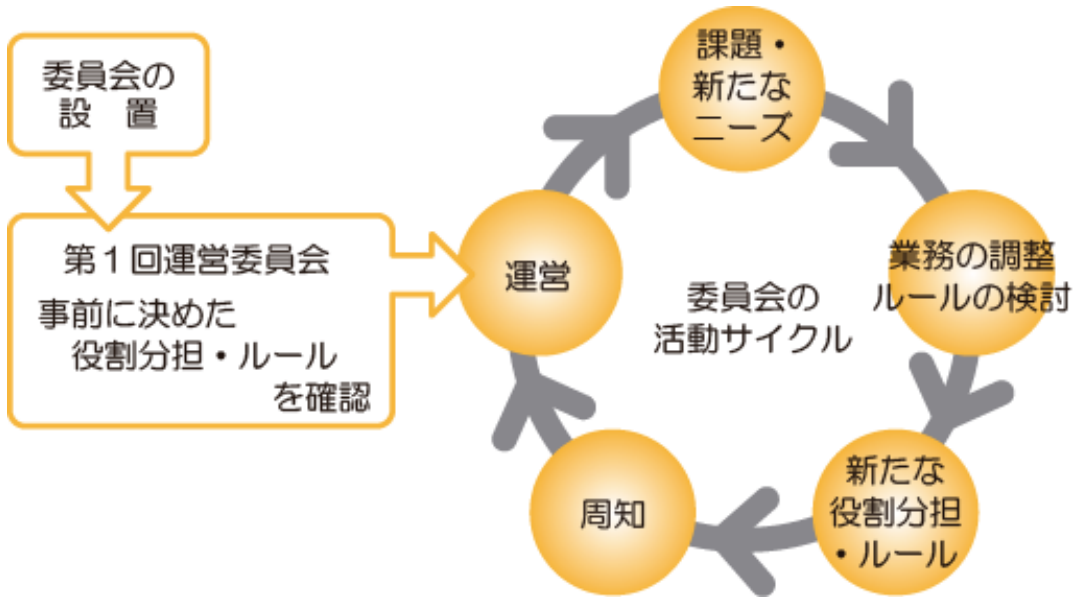 委員会の
設　置
第１回運営委員会
事前に決めた
役割分担・ルール
を確認
運営
課題・
新たな
ニーズ
業務の調整
ルールの検討
新たな
役割分担
・ルール
周知
委員会の
活動サイクル